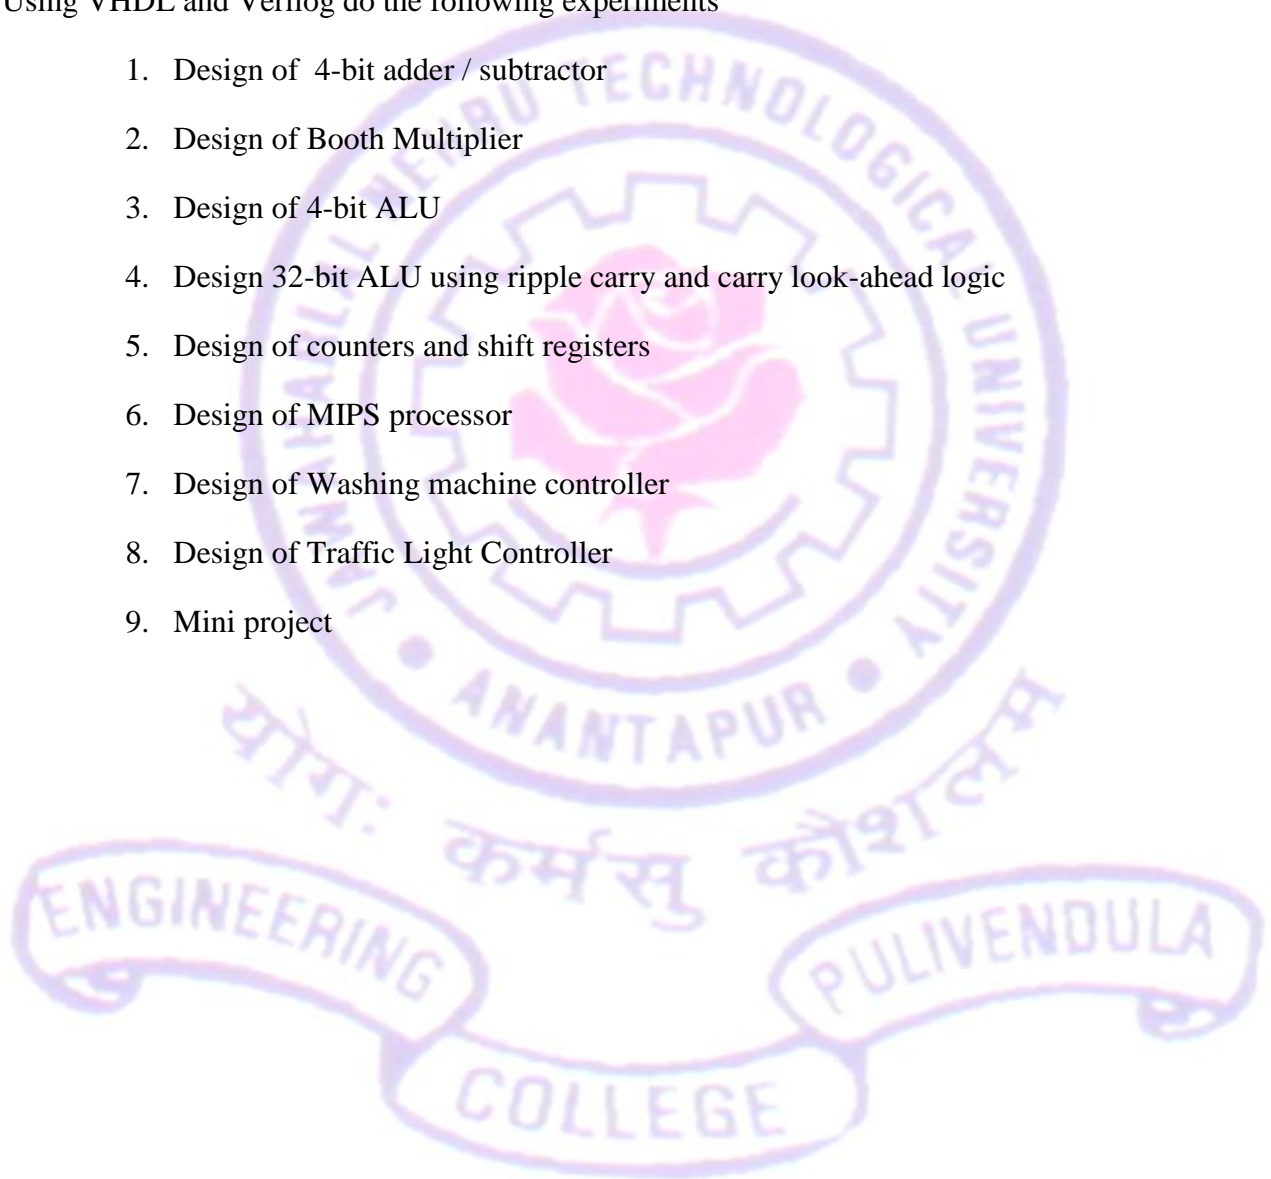 Using VHDL and Verilog do the following experiments
1. Design of 4-bit adder / subtractor
2. Design of Booth Multiplier
3. Design of 4-bit ALU
4. Design 32-bit ALU using ripple carry and carry look-ahead logic
5. Design of counters and shift registers
6. Design of MIPS processor
7. Design of Washing machine controller
8. Design of Traffic Light Controller
9. Mini project
JAWAHARLAL NEHRU TECHNOLOGICAL UNIVERSITY
• ANANTAPUR •
योग: कर्मसु कौशलम
ENGINEERING
COLLEGE
PULIVENDULA